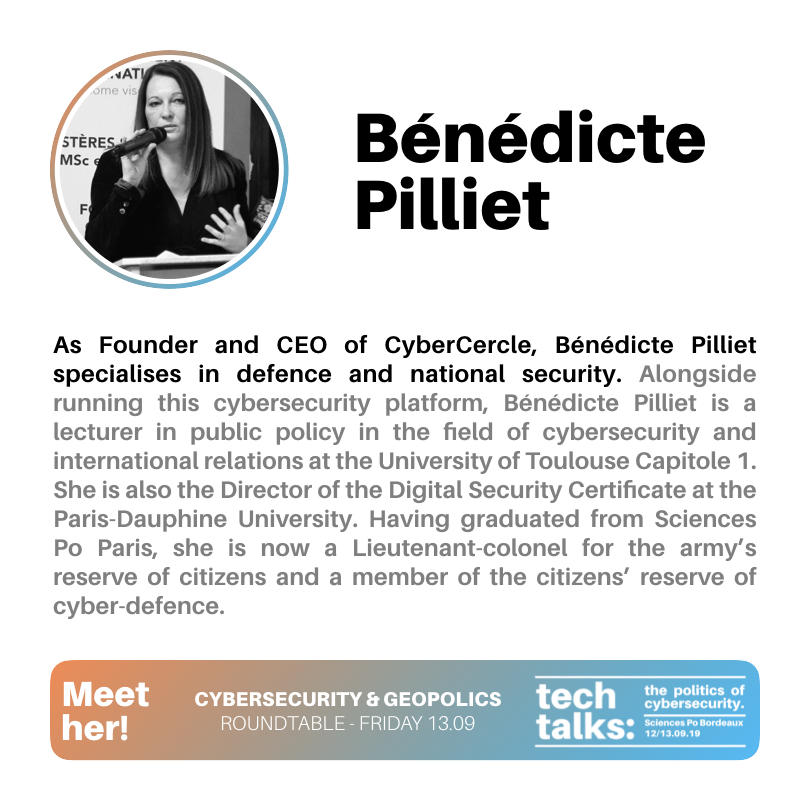 NATI
ome vis
STÈRES
MSc e
Bénédicte
Pilliet
As Founder and CEO of CyberCercle, Bénédicte Pilliet
specialises in defence and national security. Alongside
running this cybersecurity platform, Bénédicte Pilliet is a
lecturer in public policy in the field of cybersecurity and
international relations at the University of Toulouse Capitole 1.
She is also the Director of the Digital Security Certificate at the
Paris-Dauphine University. Having graduated from Sciences
Po Paris, she is now a Lieutenant-colonel for the army’s
reserve of citizens and a member of the citizens’ reserve of
cyber-defence.
Meet
her!
CYBERSECURITY & GEOPOLICS
ROUNDTABLE - FRIDAY 13.09
tech
talks:
the politics of
cybersecurity.
Sciences Po Bordeaux
12/13.09.19